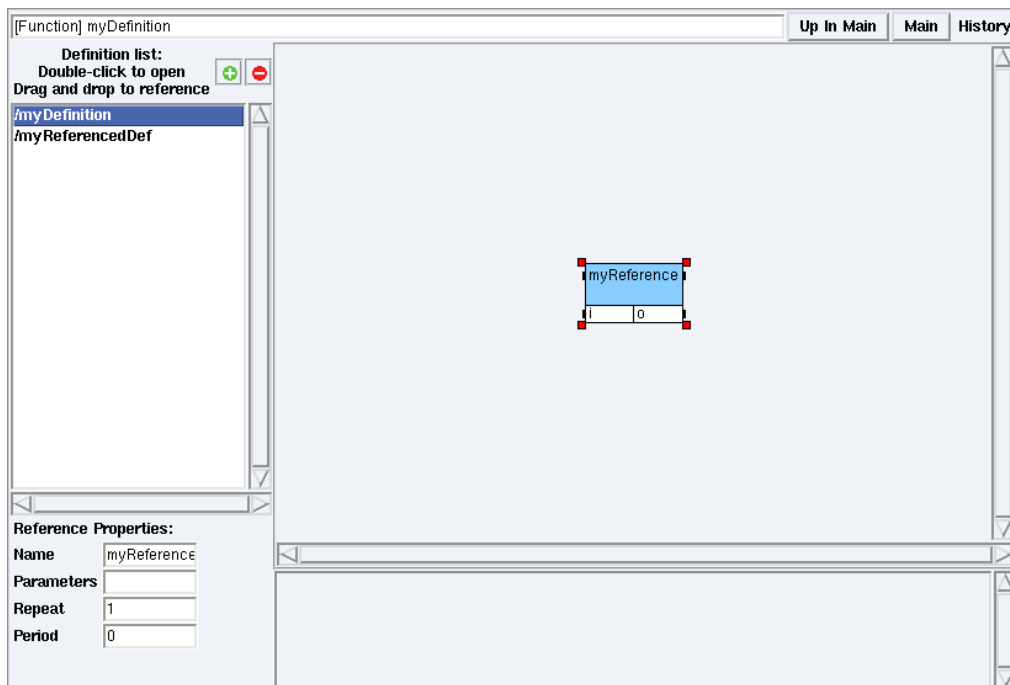 [Function] myDefinition
Up In Main
Main
History
Definition list:
Double-click to open
Drag and drop to reference
/myDefinition
/myReferencedDef
myReference
i
o
Reference Properties:
Name
myReference
Parameters
Repeat
1
Period
0